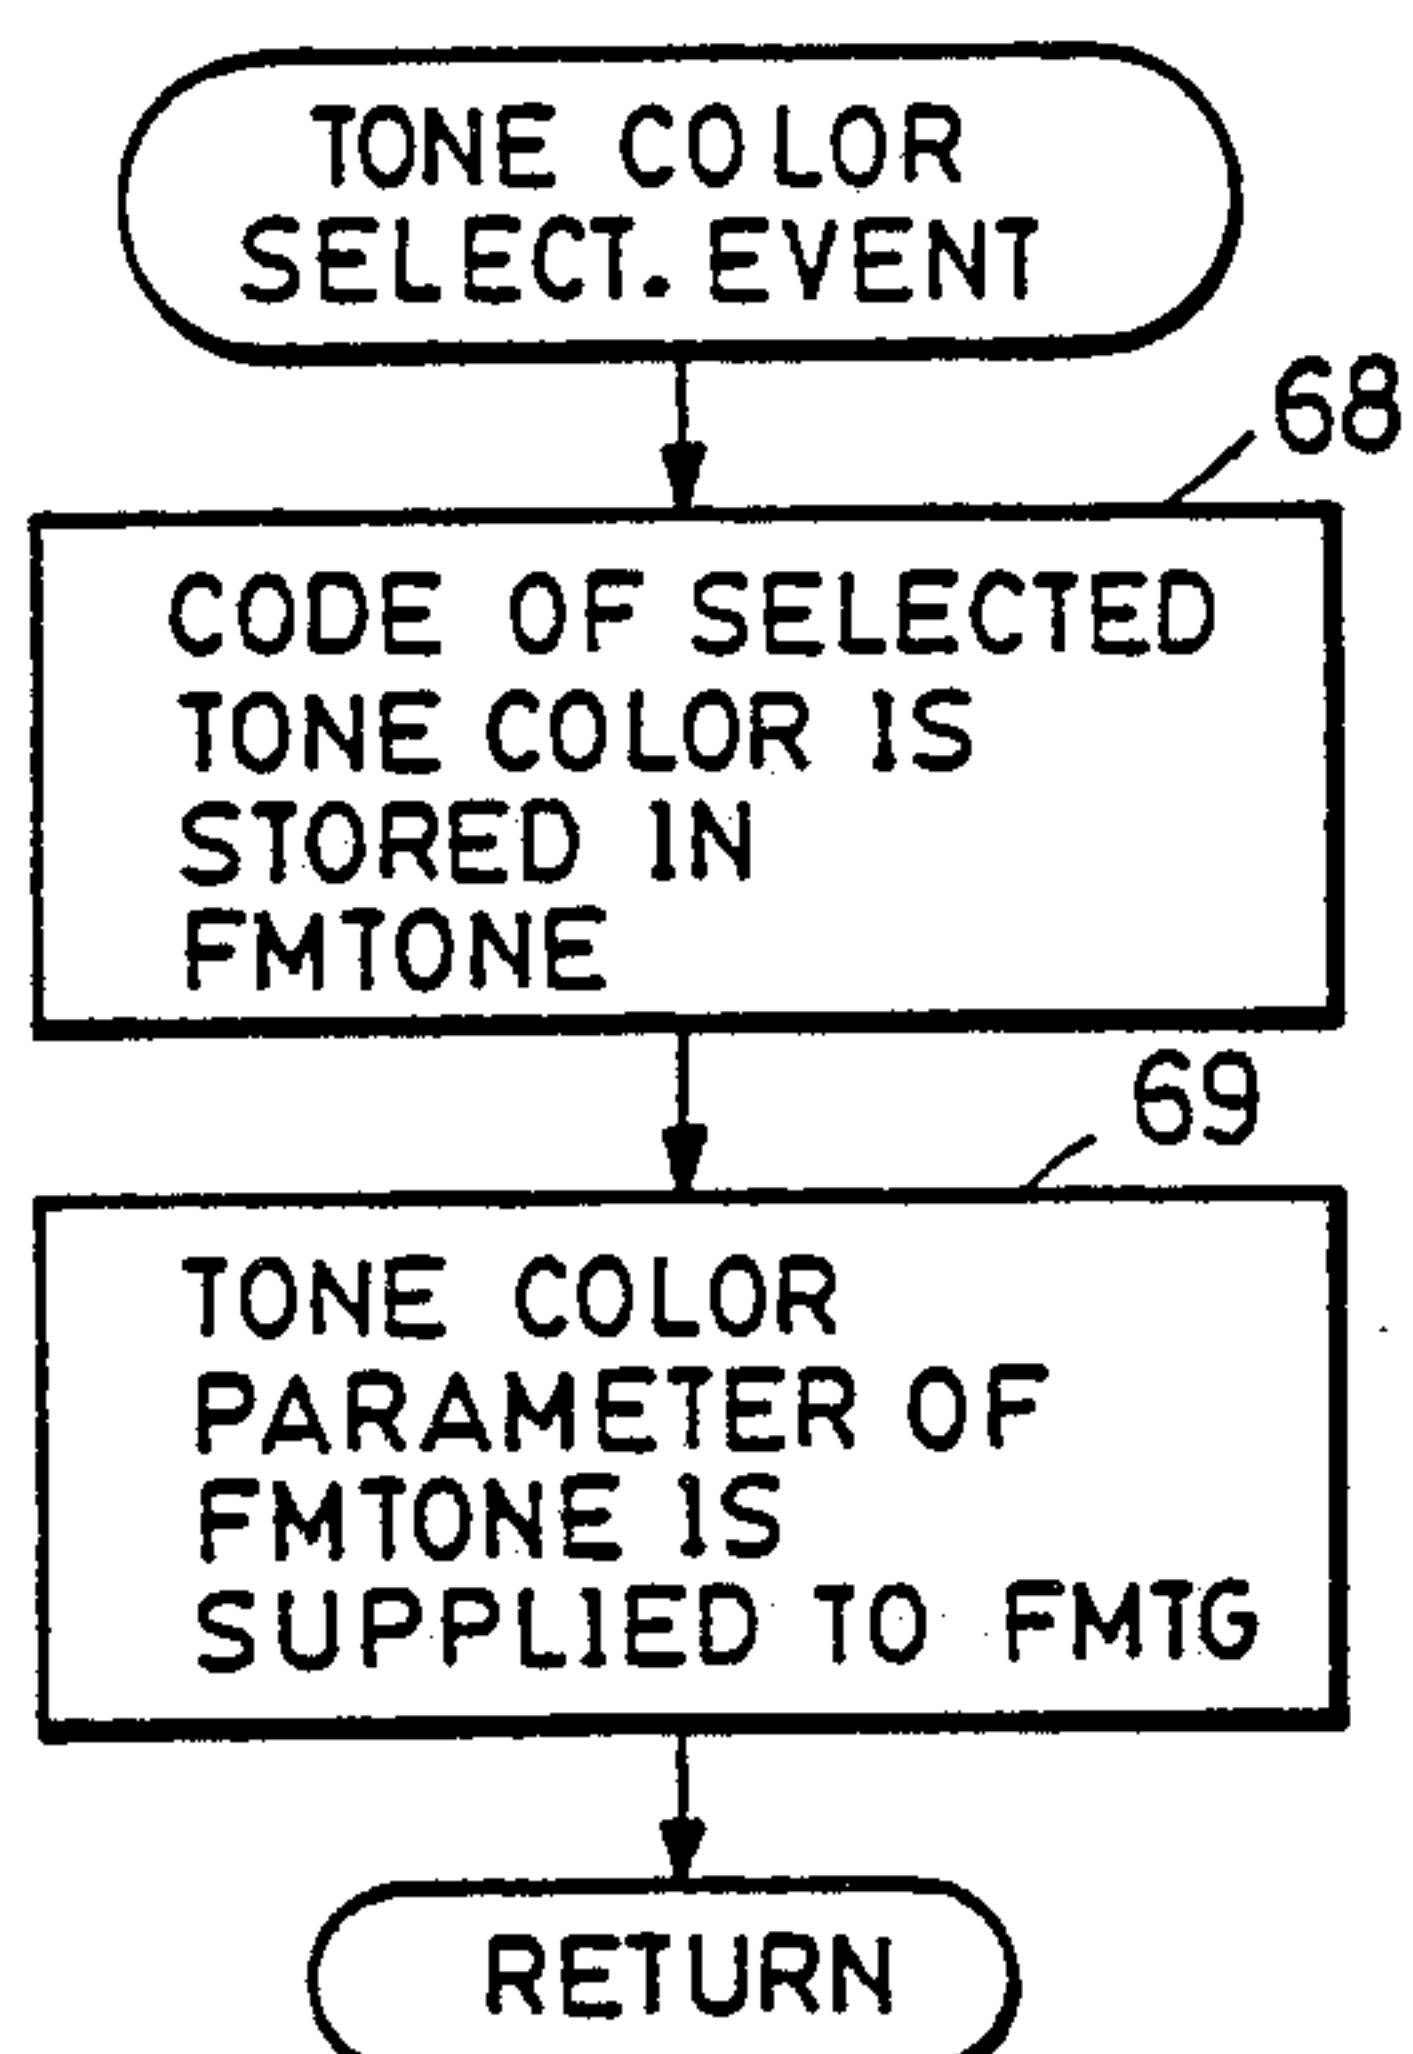 TONE COLOR
SELECT. EVENT
68
CODE OF SELECTED
TONE COLOR IS
STORED IN
FMTONE
69
TONE COLOR
PARAMETER OF
FMTONE IS
SUPPLIED TO FMTG
RETURN